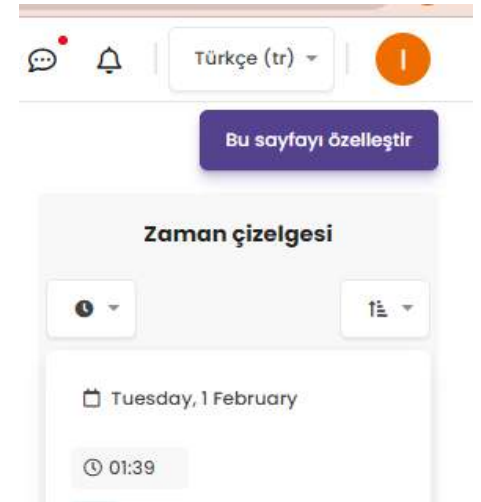 Türkçe (tr)
I
Bu sayfayı özelleştir
Zaman çizelgesi
Tuesday, 1 February
01:39